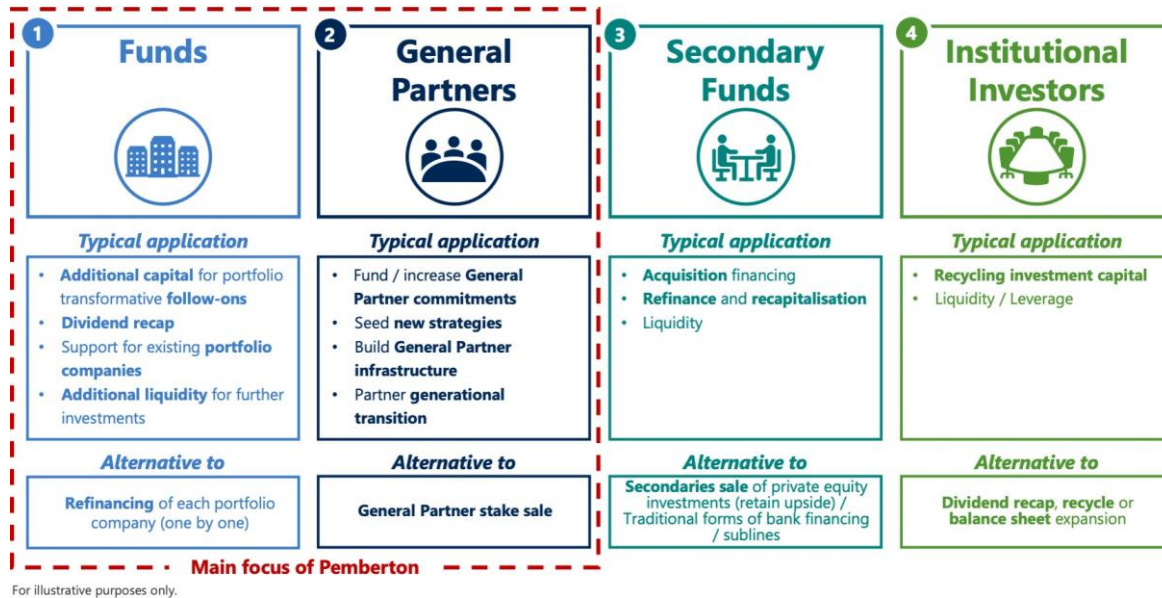 1
Funds
Typical application
• Additional capital for portfolio
transformative follow-ons
• Dividend recap
• Support for existing portfolio
companies
• Additional liquidity for further
investments
Alternative to
Refinancing of each portfolio
company (one by one)
2
General
Partners
Typical application
• Fund / increase General
Partner commitments
• Seed new strategies
• Build General Partner
infrastructure
• Partner generational
transition
Alternative to
General Partner stake sale
Main focus of Pemberton
3
Secondary
Funds
Typical application
• Acquisition financing
• Refinance and recapitalisation
• Liquidity
Alternative to
Secondaries sale of private equity
investments (retain upside) /
Traditional forms of bank financing
/ sublines
4
Institutional
Investors
Typical application
• Recycling investment capital
• Liquidity / Leverage
Alternative to
Dividend recap, recycle or
balance sheet expansion
For illustrative purposes only.